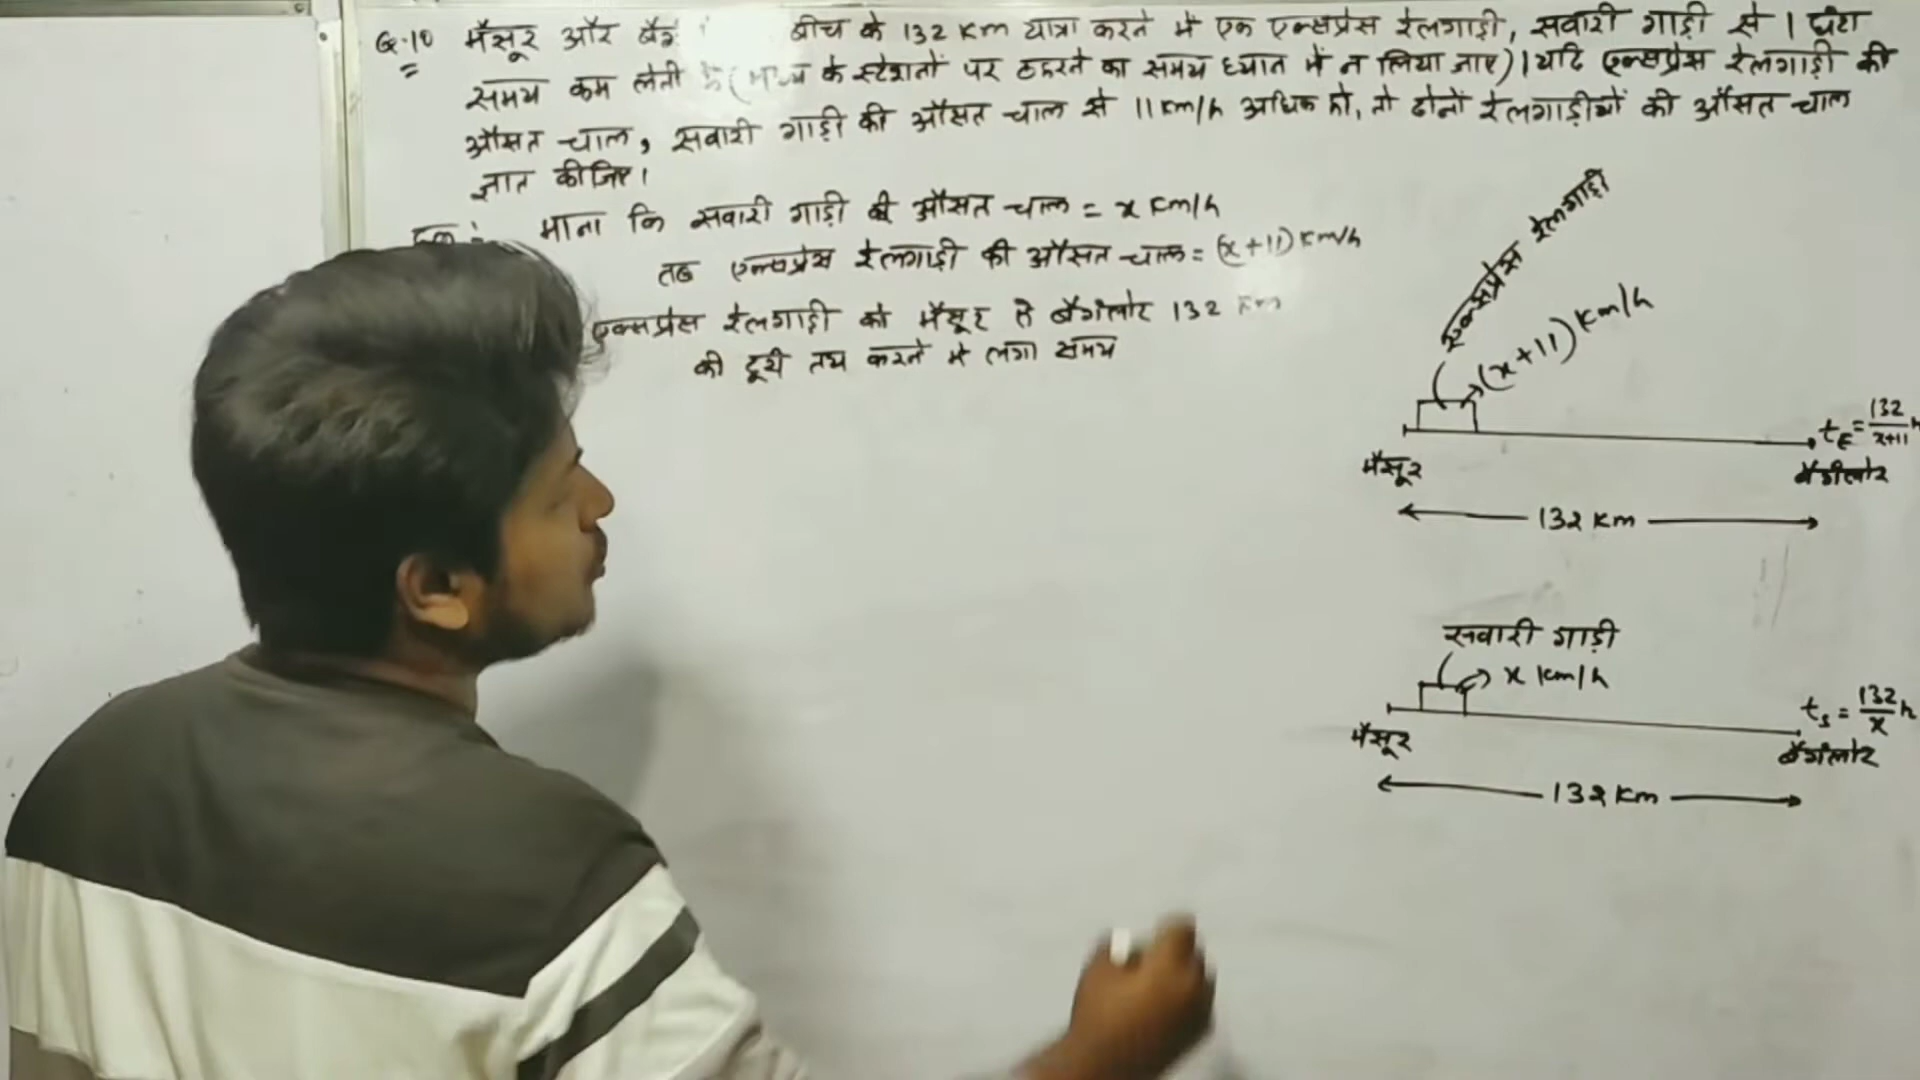 Q.10 मैसूर और बीच के 132 km यात्रा करने में एक एक्सप्रेस रेलगाड़ी, सवारी गाड़ी से 1 घंटा
समय कम लेती है (मध्य के स्टेशनों पर ठहरने का समय ध्यान में न लिया जाए)। यदि एक्सप्रेस रेलगाड़ी की
औसत चाल, सवारी गाड़ी की औसत चाल से 11 km/h अधिक हो, तो दोनों रेलगाड़ीयों की औसत चाल
ज्ञात कीजिए।
माना कि सवारी गाड़ी की औसत चाल = x km/h
तब एक्सप्रेस रेलगाड़ी की औसत चाल = (x+11) km/h
एक्सप्रेस रेलगाड़ी को मैसूर से बैंगलोर 132 km
की दूरी तय करने में लगा समय
एक्सप्रेस रेलगाड़ी
(x+11) km/h
t_E = 132/x+11 h
मैसूर बैंगलोर
132 km
सवारी गाड़ी
x km/h
t_s = 132/x h
मैसूर बैंगलोर
132 km